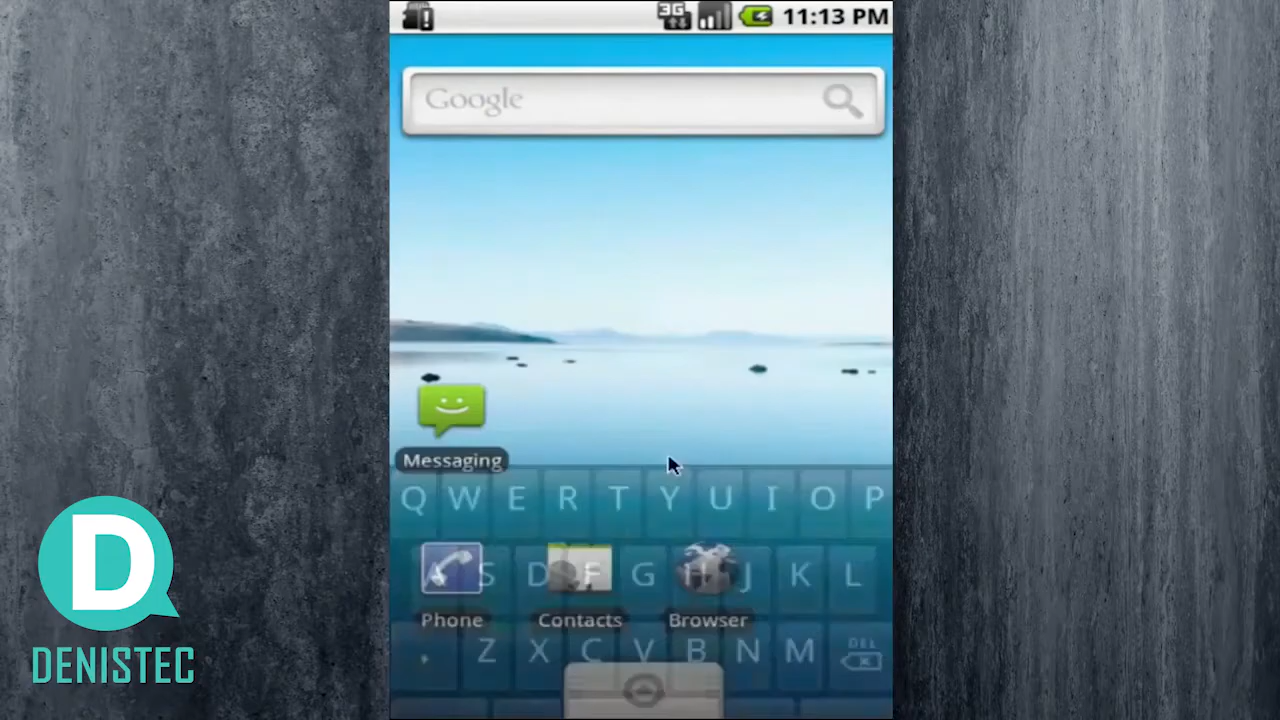 3G 11:13 PM
Google
Messaging
Q W E R T Y U I O P
A S D F G H J K L
Phone Contacts Browser
Z X C V B N M DEL
D
DENISTEC